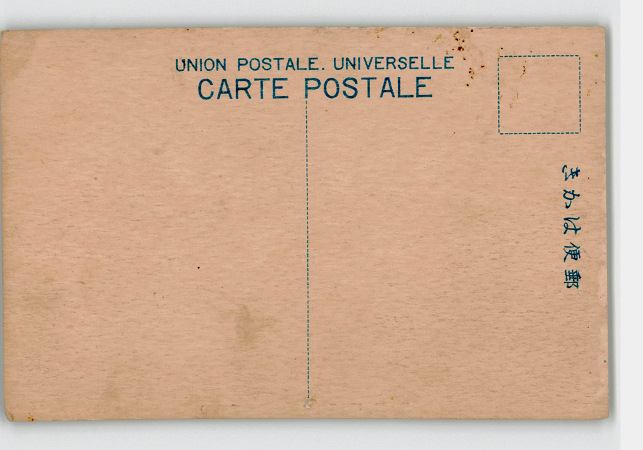 UNION POSTALE. UNIVERSELLE
CARTE POSTALE
きかは便郵